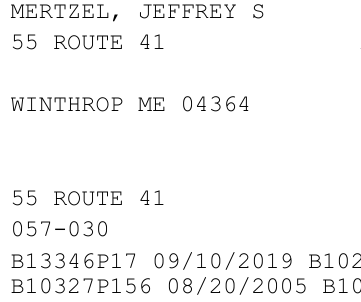 MERTZEL, JEFFREY S
55 ROUTE 41
WINTHROP ME 04364
55 ROUTE 41
057-030
B13346P17 09/10/2019 B102
B10327P156 08/20/2005 B10